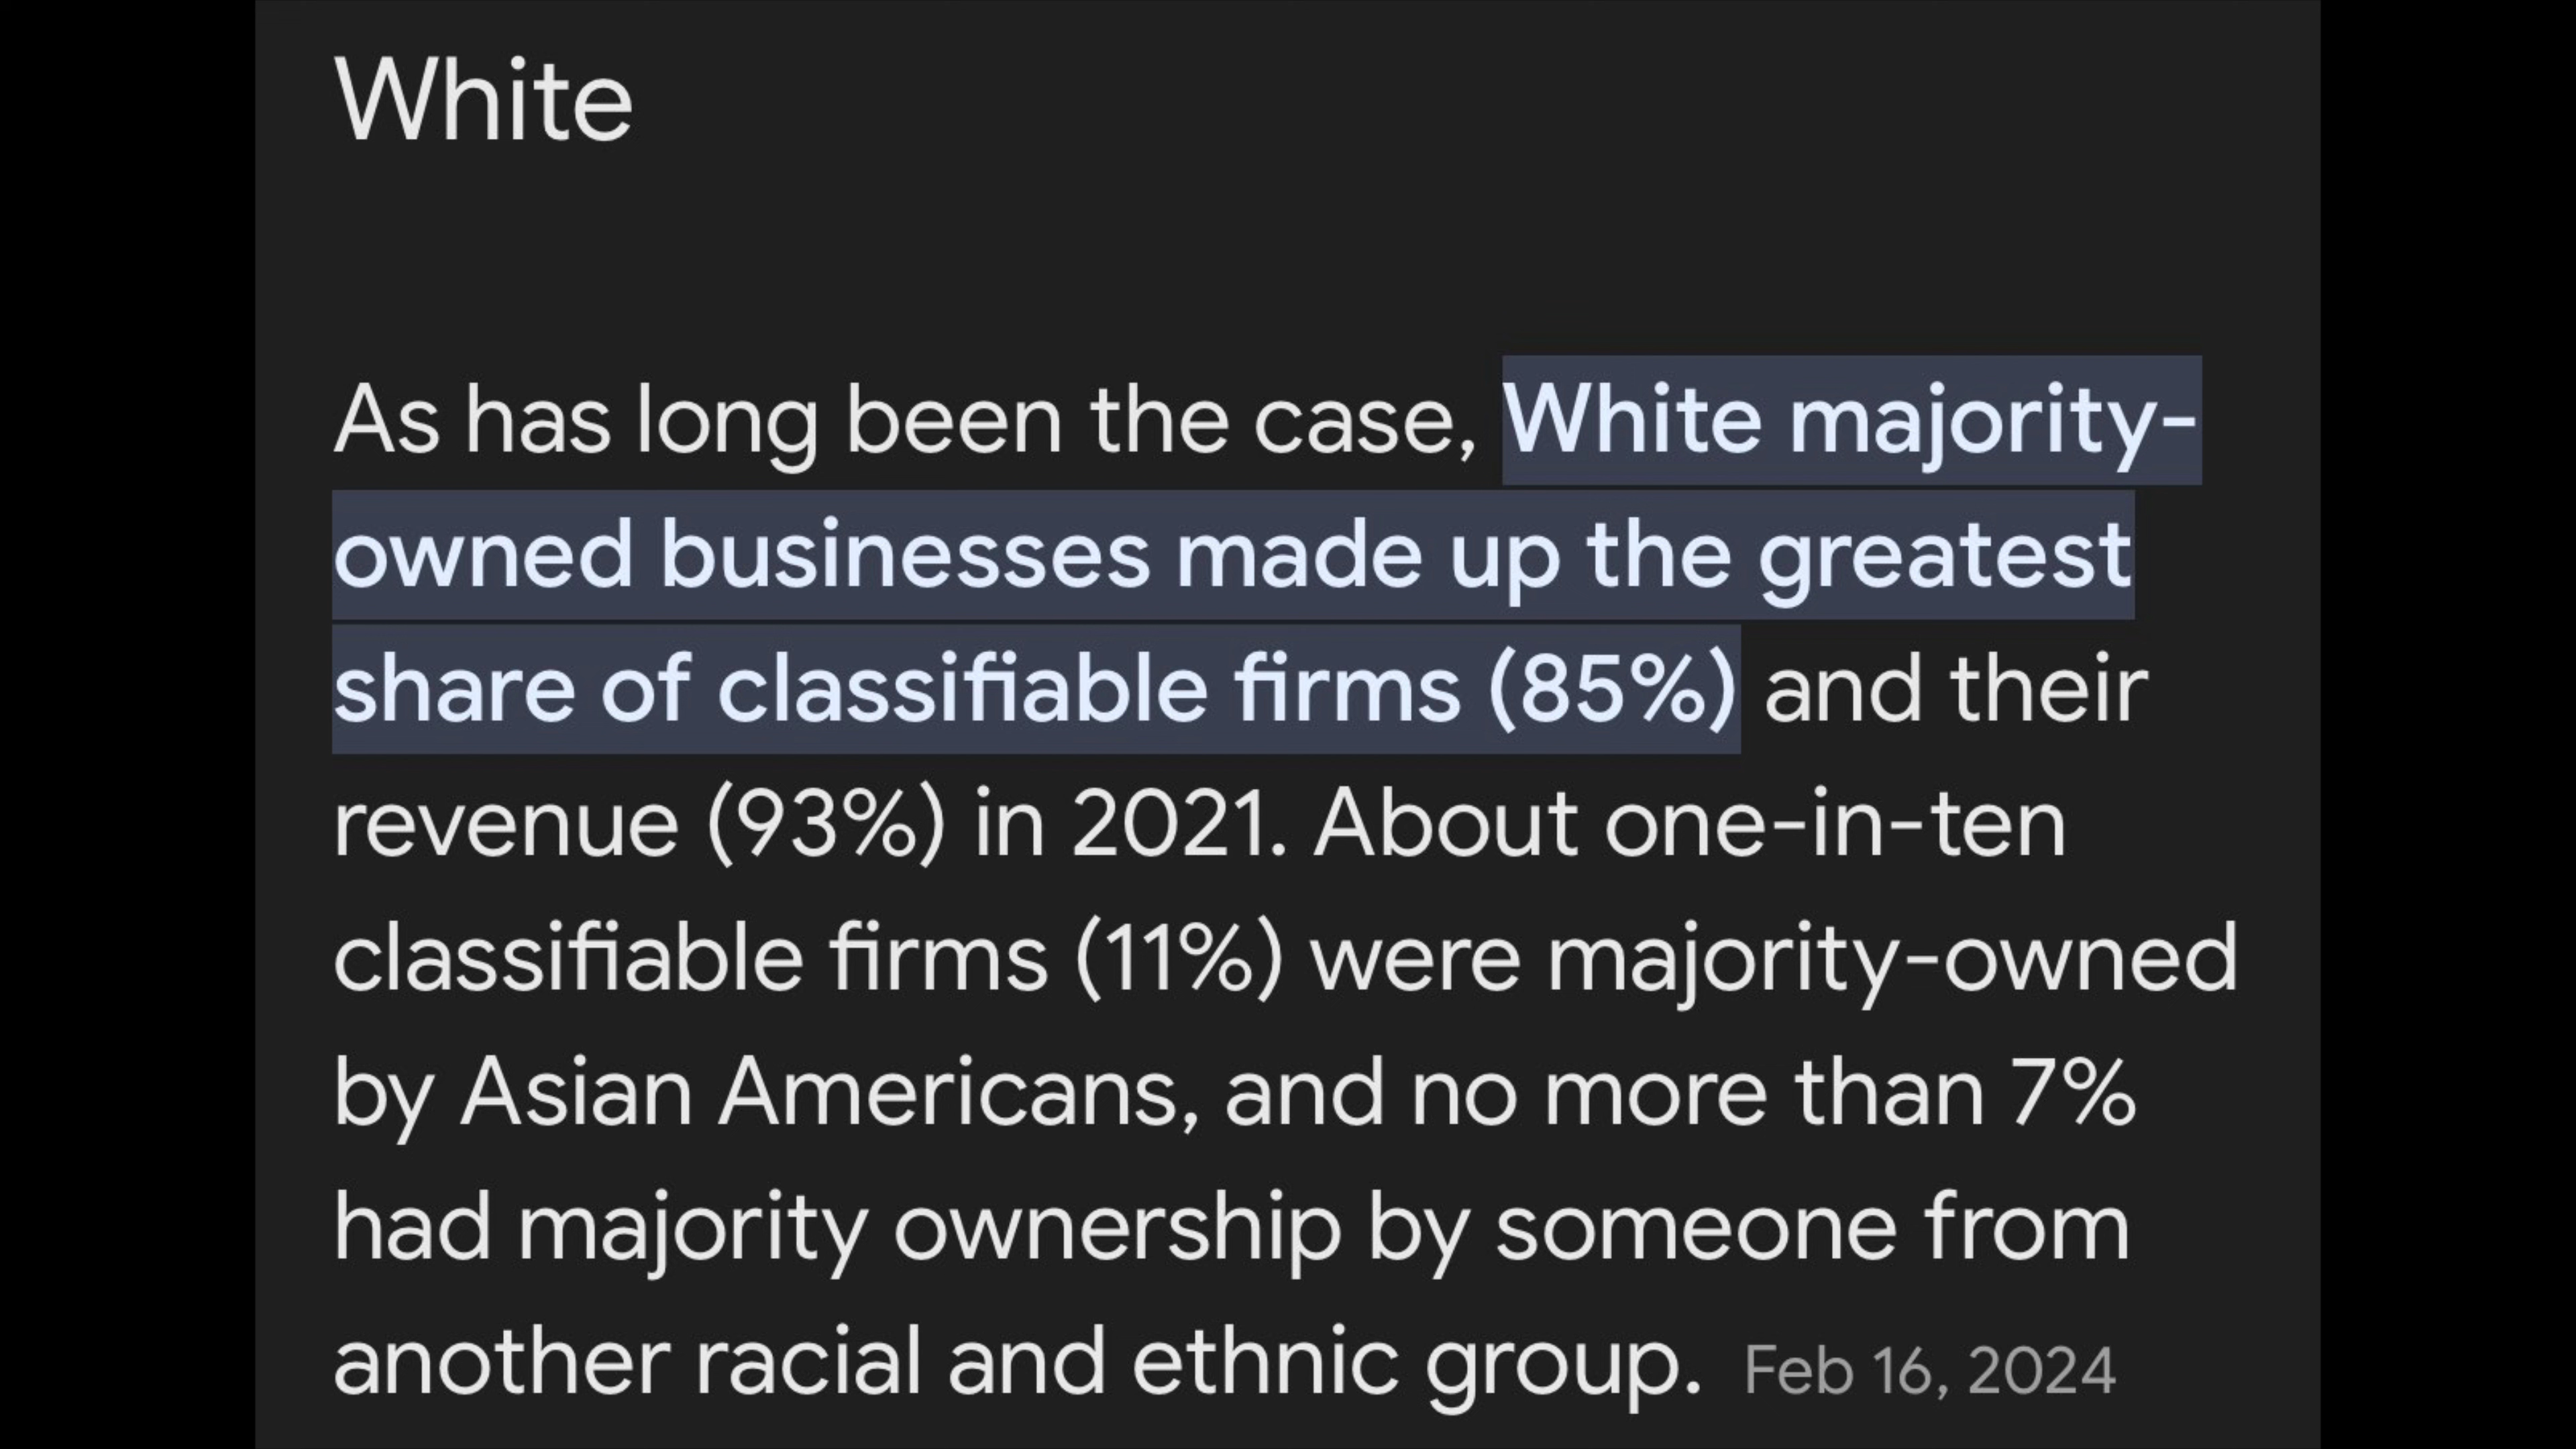 White
As has long been the case, White majority-
owned businesses made up the greatest
share of classifiable firms (85%) and their
revenue (93%) in 2021. About one-in-ten
classifiable firms (11%) were majority-owned
by Asian Americans, and no more than 7%
had majority ownership by someone from
another racial and ethnic group. Feb 16, 2024